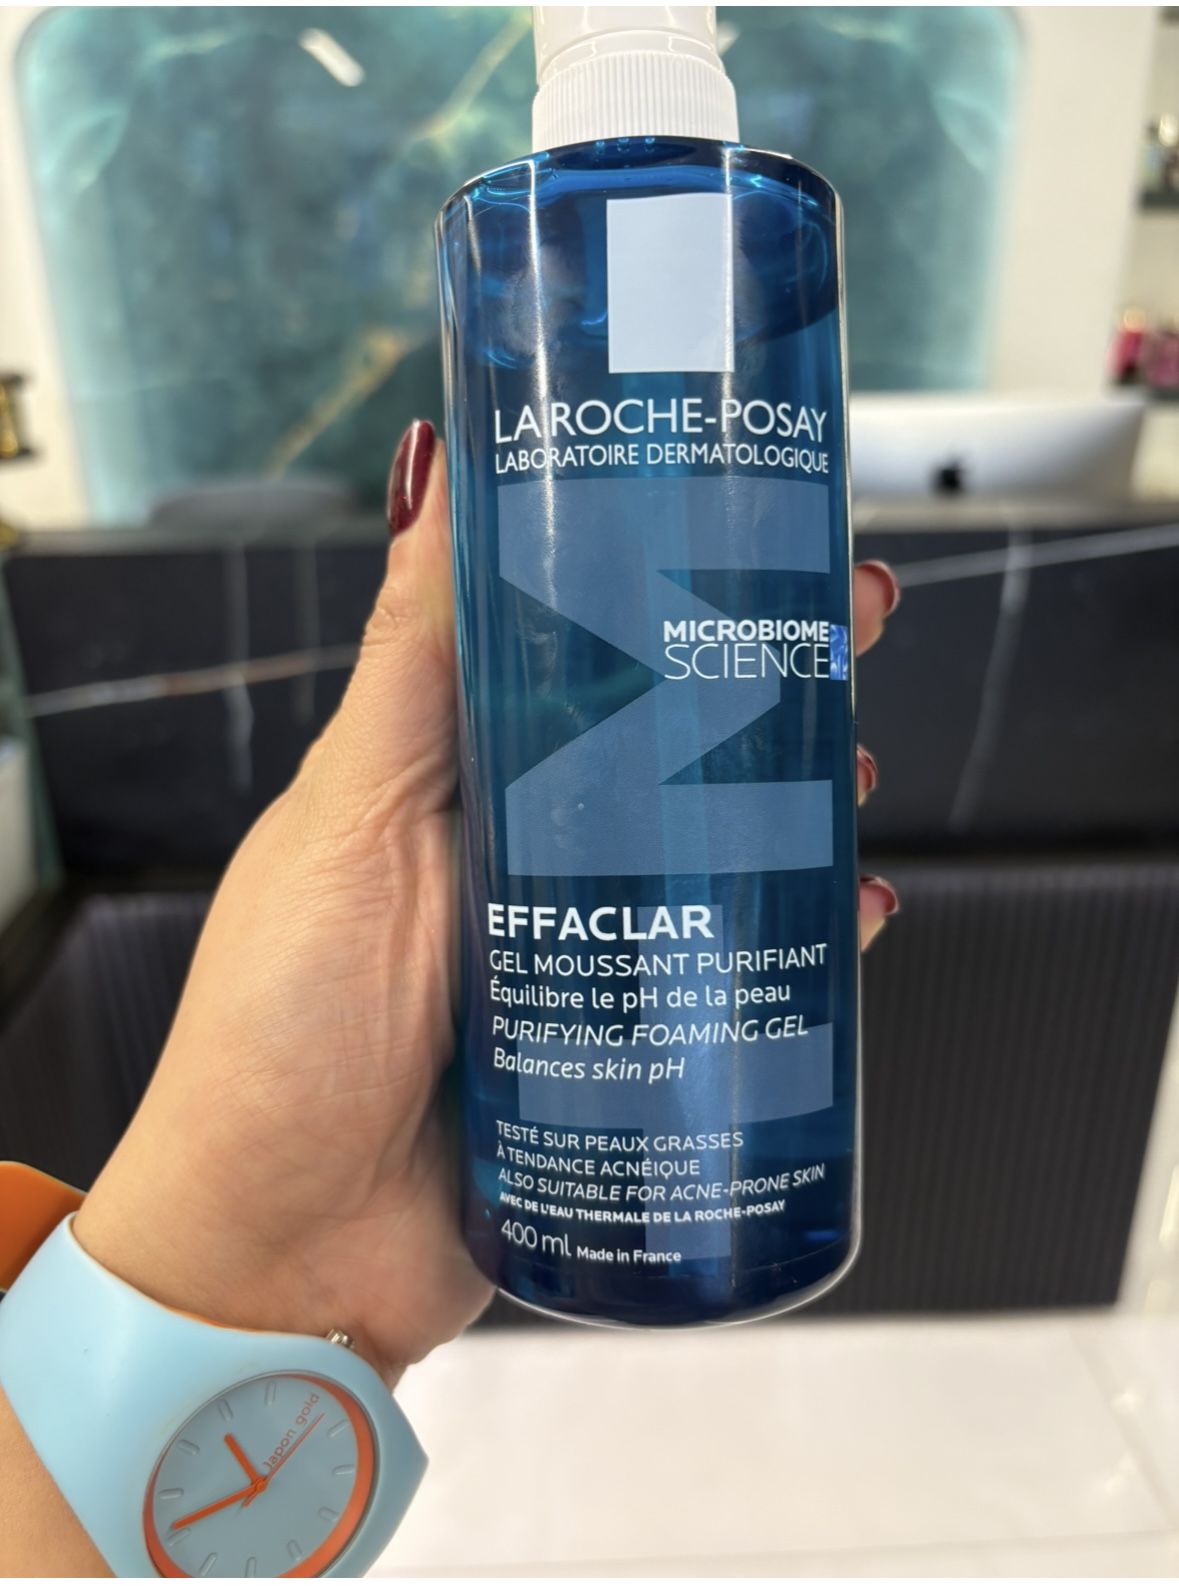 LA ROCHE-POSAY
LABORATOIRE DERMATOLOGIQUE
MICROBIOME
SCIENCE
M
EFFACLAR
GEL MOUSSANT PURIFIANT
Équilibre le pH de la peau
PURIFYING FOAMING GEL
Balances skin pH
TESTÉ SUR PEAUX GRASSES
À TENDANCE ACNÉIQUE
ALSO SUITABLE FOR ACNE-PRONE SKIN
AVEC DE L'EAU THERMALE DE LA ROCHE-POSAY
400 ml Made in France
Japon gold